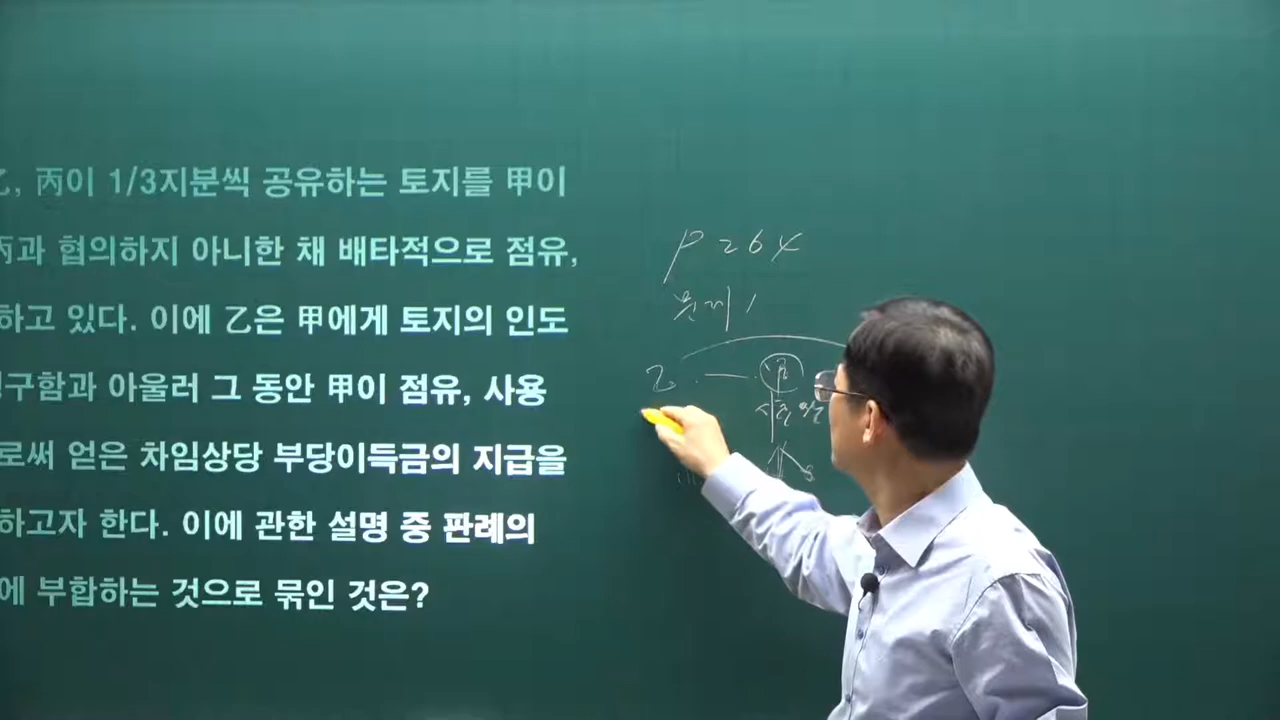 乙, 丙이 1/3지분씩 공유하는 토지를 甲이
丙과 협의하지 아니한 채 배타적으로 점유,
하고 있다. 이에 乙은 甲에게 토지의 인도
구함과 아울러 그 동안 甲이 점유, 사용
로써 얻은 차임상당 부당이득금의 지급을
하고자 한다. 이에 관한 설명 중 판례의
에 부합하는 것으로 묶인 것은?
P 264
문제 1
乙